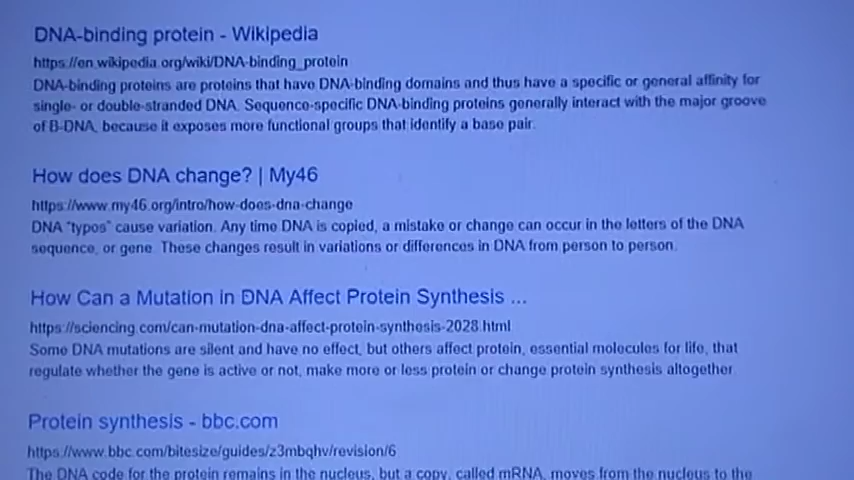 DNA-binding protein - Wikipedia
https://en.wikipedia.org/wiki/DNA-binding_protein
DNA-binding proteins are proteins that have DNA-binding domains and thus have a specific or general affinity for
single- or double-stranded DNA. Sequence-specific DNA-binding proteins generally interact with the major groove
of B-DNA, because it exposes more functional groups that identify a base pair.
How does DNA change? | My46
https://www.my46.org/intro/how-does-dna-change
DNA "typos" cause variation. Any time DNA is copied, a mistake or change can occur in the letters of the DNA
sequence, or gene. These changes result in variations or differences in DNA from person to person.
How Can a Mutation in DNA Affect Protein Synthesis ...
https://sciencing.com/can-mutation-dna-affect-protein-synthesis-2028.html
Some DNA mutations are silent and have no effect, but others affect protein, essential molecules for life, that
regulate whether the gene is active or not, make more or less protein or change protein synthesis altogether.
Protein synthesis - bbc.com
https://www.bbc.com/bitesize/guides/z3mbqhv/revision/6
The DNA code for the protein remains in the nucleus, but a copy, called mRNA, moves from the nucleus to the